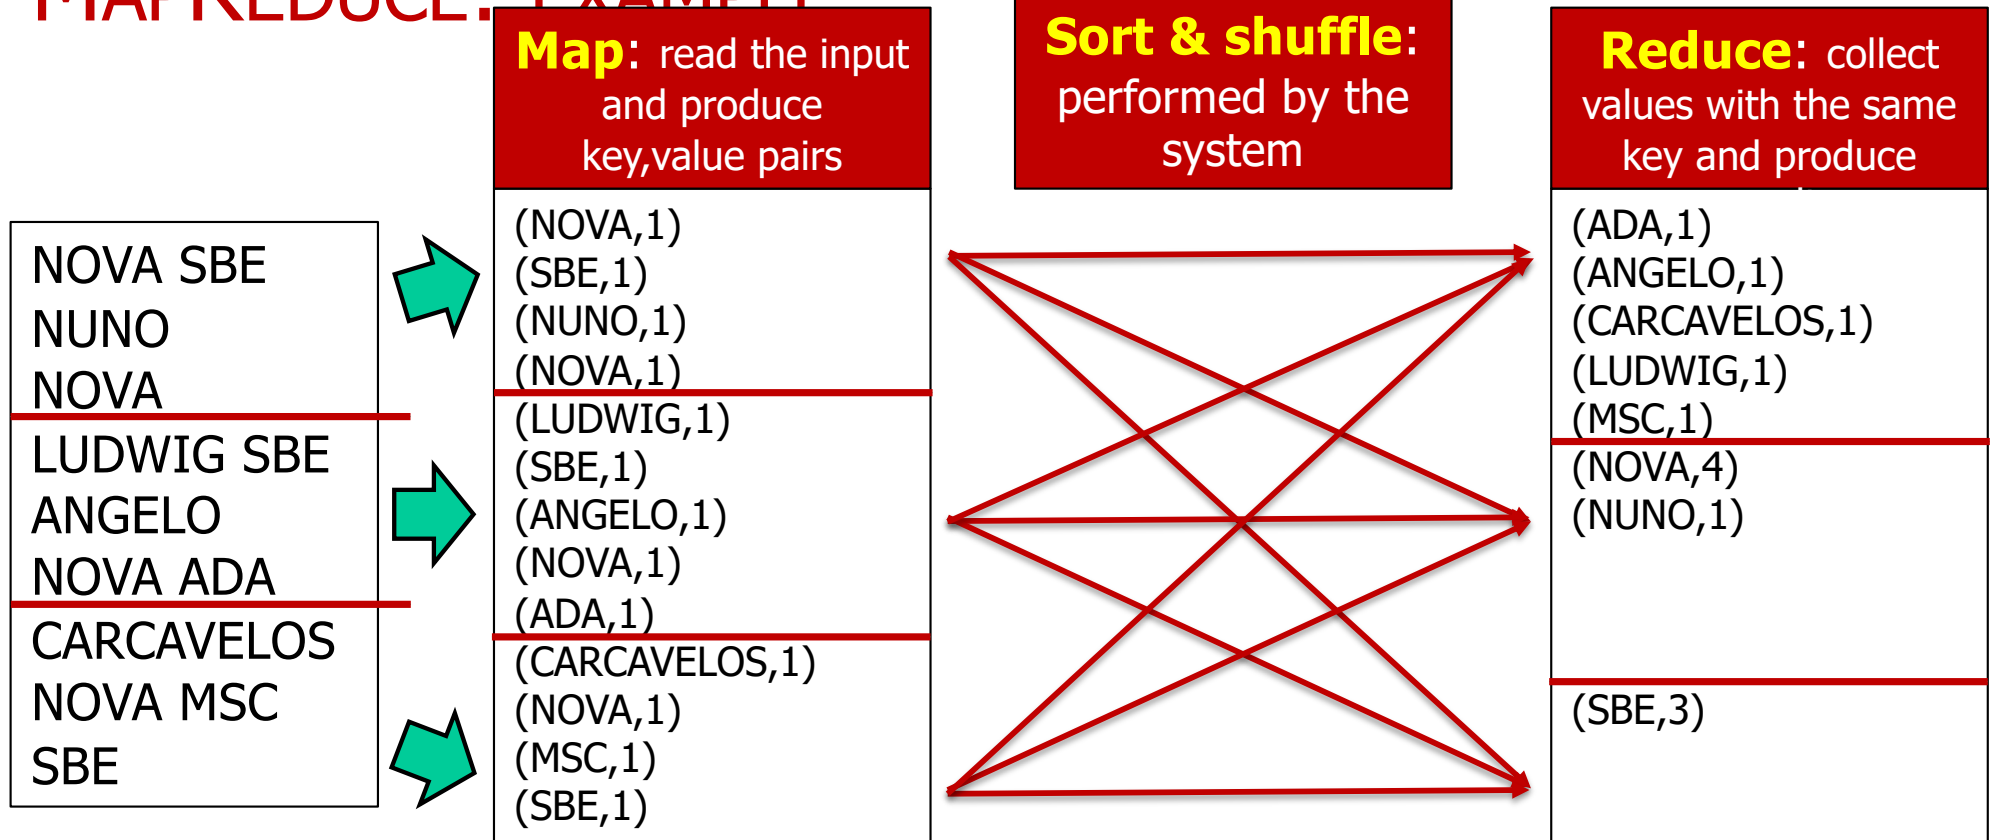 MAPREDUCE: EXAMPLE
Map: read the input
and produce
key,value pairs
Sort & shuffle:
performed by the
system
Reduce: collect
values with the same
key and produce
NOVA SBE
NUNO
NOVA
LUDWIG SBE
ANGELO
NOVA ADA
CARCAVELOS
NOVA MSC
SBE
(NOVA,1)
(SBE,1)
(NUNO,1)
(NOVA,1)
(LUDWIG,1)
(SBE,1)
(ANGELO,1)
(NOVA,1)
(ADA,1)
(CARCAVELOS,1)
(NOVA,1)
(MSC,1)
(SBE,1)
(ADA,1)
(ANGELO,1)
(CARCAVELOS,1)
(LUDWIG,1)
(MSC,1)
(NOVA,4)
(NUNO,1)
(SBE,3)